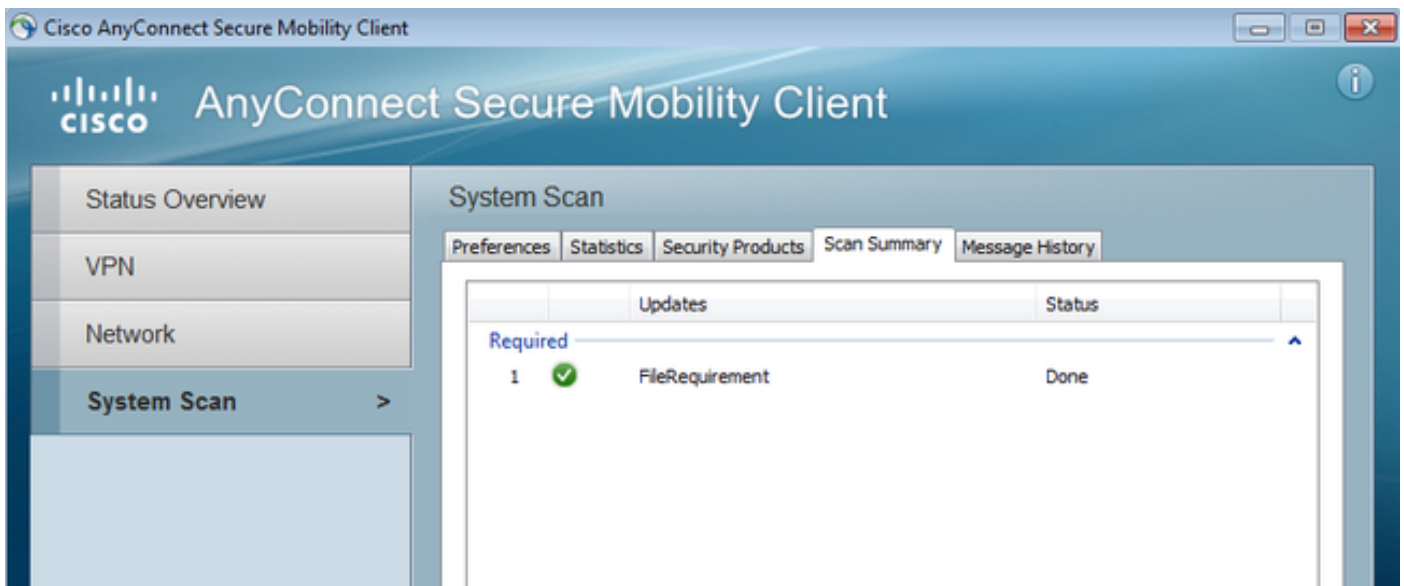 Cisco AnyConnect Secure Mobility Client
CISCO
AnyConnect Secure Mobility Client
i
Status Overview
VPN
Network
System Scan >
System Scan
Preferences Statistics Security Products Scan Summary Message History
Updates Status
Required
1 FileRequirement Done